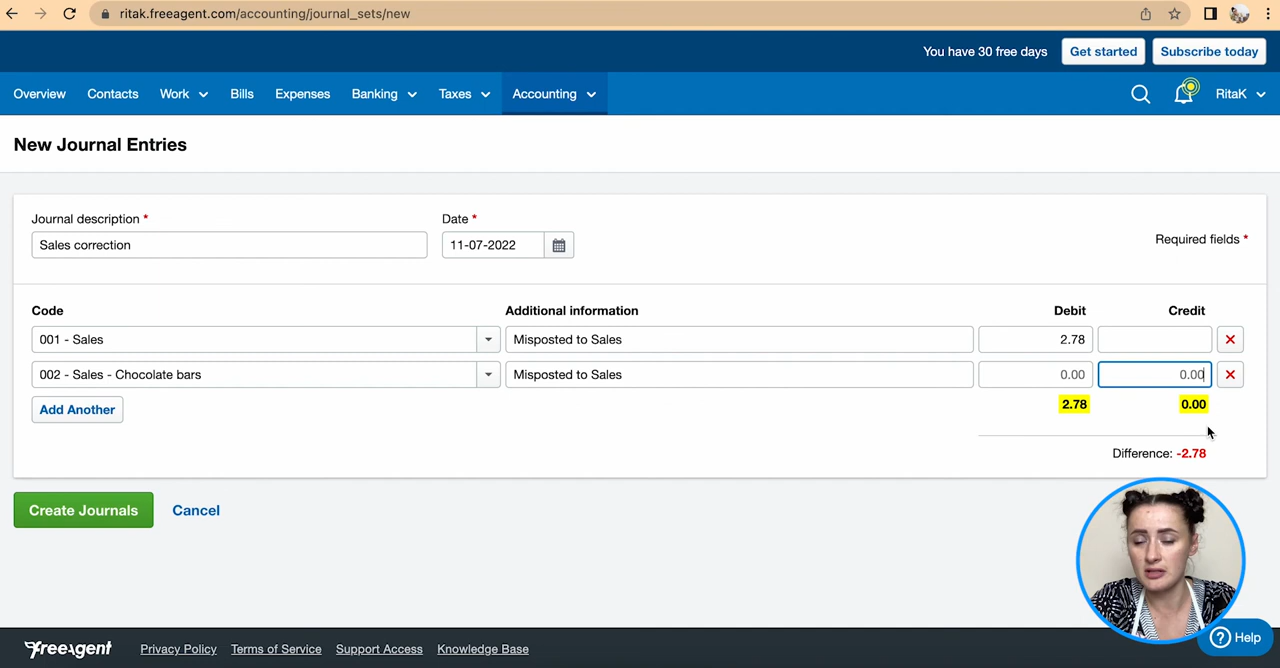 ritak.freeagent.com/accounting/journal_sets/new
You have 30 free days Get started Subscribe today
Overview Contacts Work Bills Expenses Banking Taxes Accounting RitaK
New Journal Entries
Journal description * Date *
Required fields *
Sales correction 11-07-2022
Code Additional information Debit Credit
001 - Sales Misposted to Sales 2.78
002 - Sales - Chocolate bars Misposted to Sales 0.00 0.00
Add Another 2.78 0.00
Difference: -2.78
Create Journals Cancel
Help
freeagent Privacy Policy Terms of Service Support Access Knowledge Base